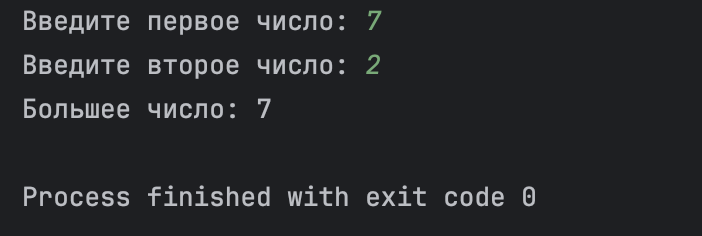 Введите первое число: 7
Введите второе число: 2
Большее число: 7
Process finished with exit code 0